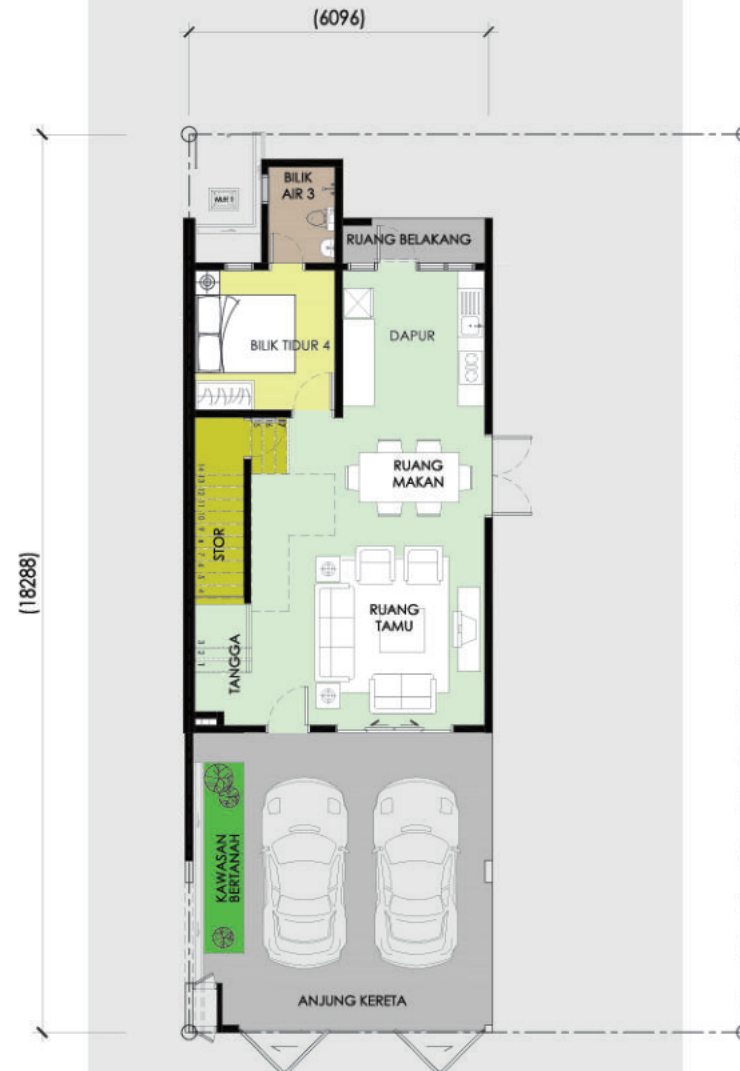 (6096)
BILIK
AIR 3
RUANG BELAKANG
BILIK TIDUR 4
DAPUR
RUANG
MAKAN
STOR
(18288)
RUANG
TAMU
TANGGA
KAWASAN
BERTANAH
ANJUNG KERETA